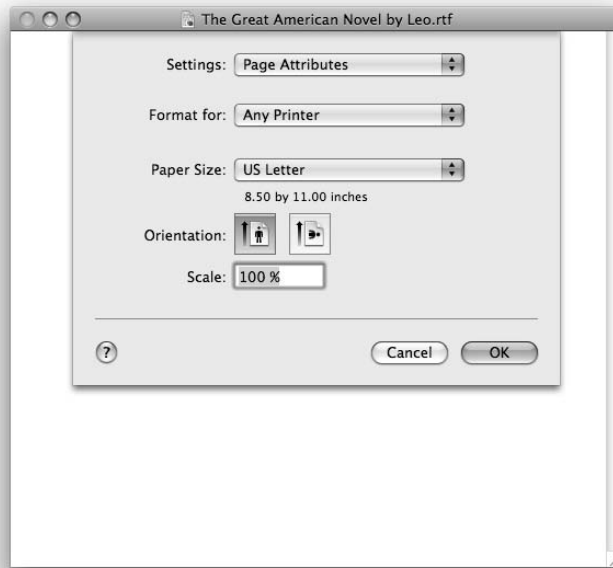 The Great American Novel by Leo.rtf
Settings: Page Attributes
Format for: Any Printer
Paper Size: US Letter
8.50 by 11.00 inches
Orientation:
Scale: 100 %
? Cancel OK